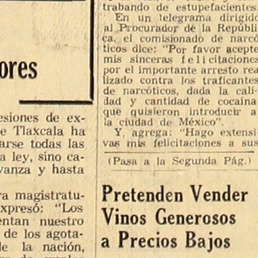 ores
esiones de ex-
e Tlaxcala ha
arse todas las
a ley, sino ca-
vanza y hasta
ra magistratu-
xpresó: "Los
entan nuestro
de los agota-
de la nación,
trabando de estupefacientes.
En un telegrama dirigido
al Procurador de la Repúbli-
ca, el comisionado de narcó-
ticos dice: "Por favor acepte
mis sinceras felicitaciones
por el importante arresto rea-
lizado contra los traficantes
de narcóticos, dada la cali-
dad y cantidad de cocaína
que quisieron introducir a
la ciudad de México".
Y, agrega: "Hago extensi-
vas mis felicitaciones a sus
(Pasa a la Segunda Pág.)
Pretenden Vender
Vinos Generosos
a Precios Bajos